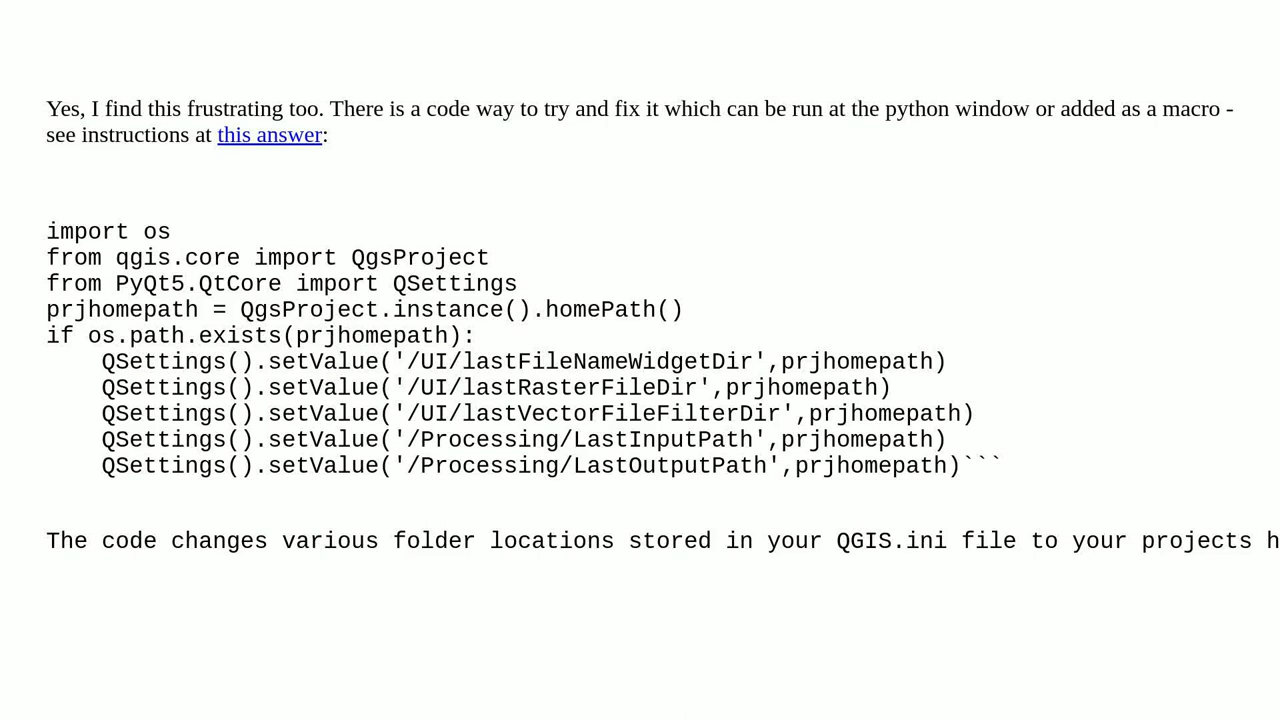 Yes, I find this frustrating too. There is a code way to try and fix it which can be run at the python window or added as a macro -
see instructions at this answer:
import os
from qgis.core import QgsProject
from PyQt5.QtCore import QSettings
prjhomepath = QgsProject.instance().homePath()
if os.path.exists(prjhomepath):
    QSettings().setValue('/UI/lastFileNameWidgetDir',prjhomepath)
    QSettings().setValue('/UI/lastRasterFileDir',prjhomepath)
    QSettings().setValue('/UI/lastVectorFileFilterDir',prjhomepath)
    QSettings().setValue('/Processing/LastInputPath',prjhomepath)
    QSettings().setValue('/Processing/LastOutputPath',prjhomepath)```
The code changes various folder locations stored in your QGIS.ini file to your projects h